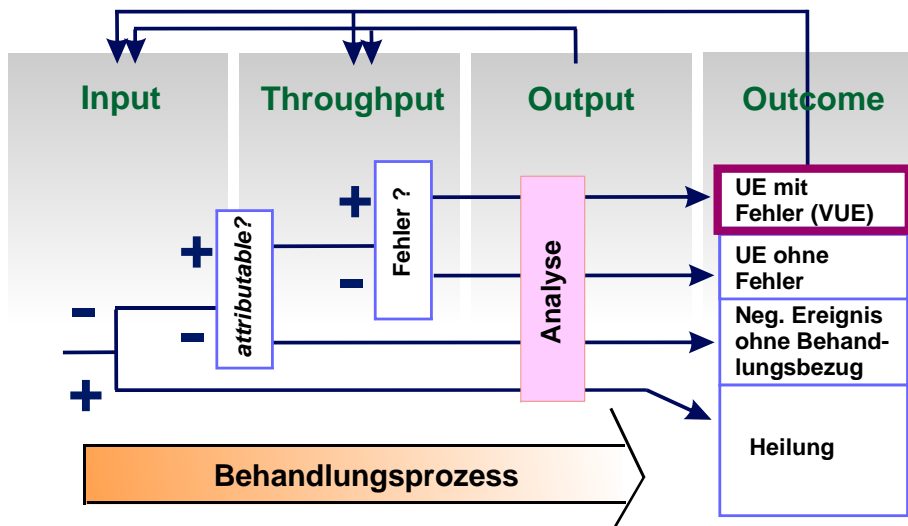 Input
Throughput
Output
Outcome
+
Fehler ?
-
+
attributable?
-
-
+
Analyse
UE mit
Fehler (VUE)
UE ohne
Fehler
Neg. Ereignis
ohne Behand-
lungsbezug
Heilung
Behandlungsprozess